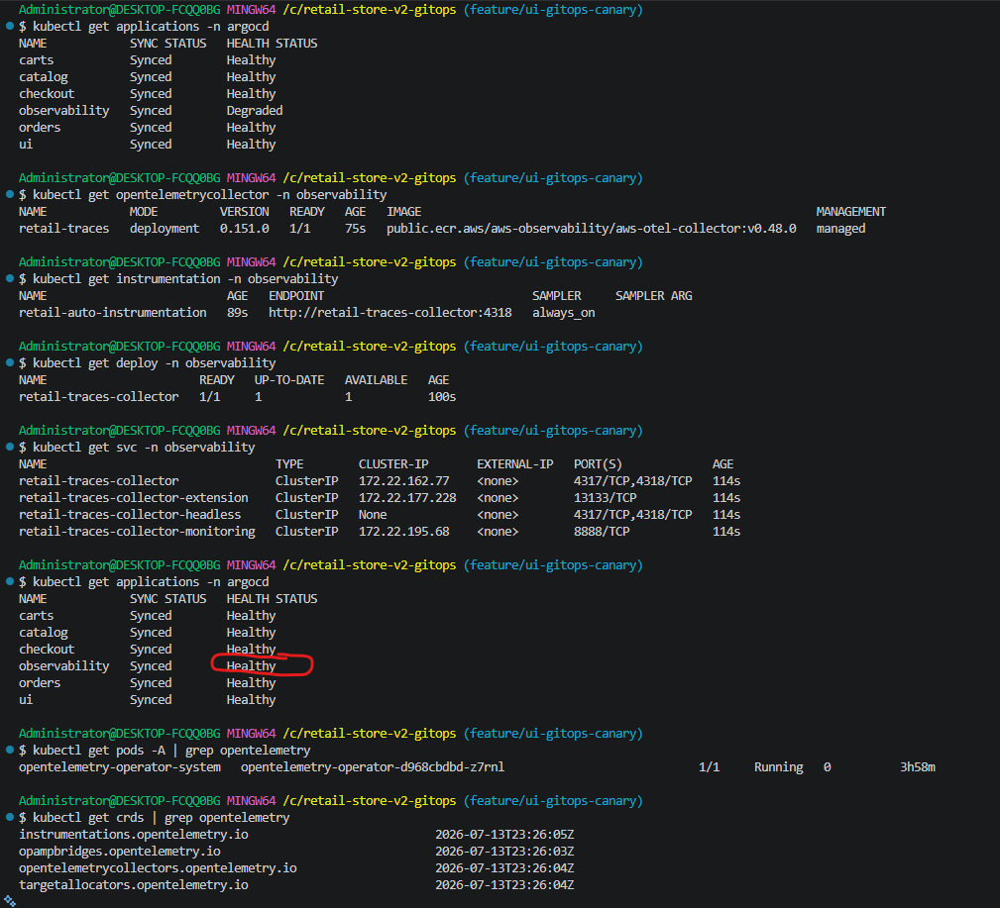 Administrator@DESKTOP-FCQQ0BG MINGW64 /c/retail-store-v2-gitops (feature/ui-gitops-canary)
$ kubectl get applications -n argocd
NAME SYNC STATUS HEALTH STATUS
carts Synced Healthy
catalog Synced Healthy
checkout Synced Healthy
observability Synced Degraded
orders Synced Healthy
ui Synced Healthy
Administrator@DESKTOP-FCQQ0BG MINGW64 /c/retail-store-v2-gitops (feature/ui-gitops-canary)
$ kubectl get opentelemetrycollector -n observability
NAME MODE VERSION READY AGE IMAGE MANAGEMENT
retail-traces deployment 0.151.0 1/1 75s public.ecr.aws/aws-observability/aws-otel-collector:v0.48.0 managed
Administrator@DESKTOP-FCQQ0BG MINGW64 /c/retail-store-v2-gitops (feature/ui-gitops-canary)
$ kubectl get instrumentation -n observability
NAME AGE ENDPOINT SAMPLER SAMPLER ARG
retail-auto-instrumentation 89s http://retail-traces-collector:4318 always_on
Administrator@DESKTOP-FCQQ0BG MINGW64 /c/retail-store-v2-gitops (feature/ui-gitops-canary)
$ kubectl get deploy -n observability
NAME READY UP-TO-DATE AVAILABLE AGE
retail-traces-collector 1/1 1 1 100s
Administrator@DESKTOP-FCQQ0BG MINGW64 /c/retail-store-v2-gitops (feature/ui-gitops-canary)
$ kubectl get svc -n observability
NAME TYPE CLUSTER-IP EXTERNAL-IP PORT(S) AGE
retail-traces-collector ClusterIP 172.22.162.77 <none> 4317/TCP,4318/TCP 114s
retail-traces-collector-extension ClusterIP 172.22.177.228 <none> 13133/TCP 114s
retail-traces-collector-headless ClusterIP None <none> 4317/TCP,4318/TCP 114s
retail-traces-collector-monitoring ClusterIP 172.22.195.68 <none> 8888/TCP 114s
Administrator@DESKTOP-FCQQ0BG MINGW64 /c/retail-store-v2-gitops (feature/ui-gitops-canary)
$ kubectl get applications -n argocd
NAME SYNC STATUS HEALTH STATUS
carts Synced Healthy
catalog Synced Healthy
checkout Synced Healthy
observability Synced Healthy
orders Synced Healthy
ui Synced Healthy
Administrator@DESKTOP-FCQQ0BG MINGW64 /c/retail-store-v2-gitops (feature/ui-gitops-canary)
$ kubectl get pods -A | grep opentelemetry
opentelemetry-operator-system opentelemetry-operator-d968cbdbd-z7rnl 1/1 Running 0 3h58m
Administrator@DESKTOP-FCQQ0BG MINGW64 /c/retail-store-v2-gitops (feature/ui-gitops-canary)
$ kubectl get crds | grep opentelemetry
instrumentations.opentelemetry.io 2026-07-13T23:26:05Z
opampbridges.opentelemetry.io 2026-07-13T23:26:03Z
opentelemetrycollectors.opentelemetry.io 2026-07-13T23:26:04Z
targetallocators.opentelemetry.io 2026-07-13T23:26:04Z